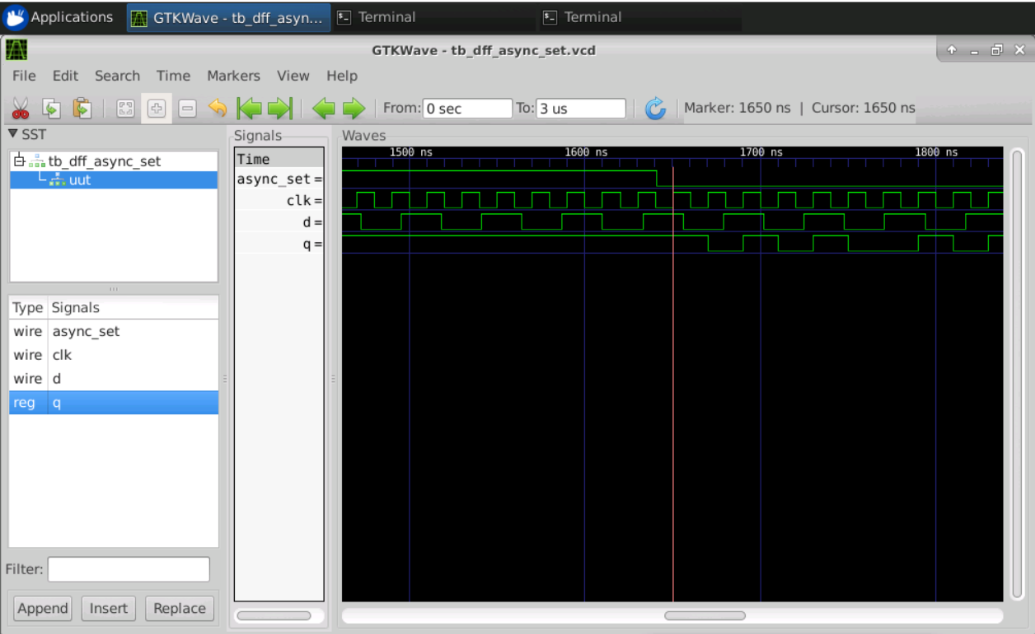 Applications
GTKWave - tb_dff_asyn...
Terminal
Terminal
GTKWave - tb_dff_async_set.vcd
File Edit Search Time Markers View Help
From: 0 sec To: 3 us Marker: 1650 ns | Cursor: 1650 ns
SST
tb_dff_async_set
uut
Type Signals
wire async_set
wire clk
wire d
reg q
Filter:
Append Insert Replace
Signals
Time
async_set =
clk =
d =
q =
Waves
1500 ns 1600 ns 1700 ns 1800 ns